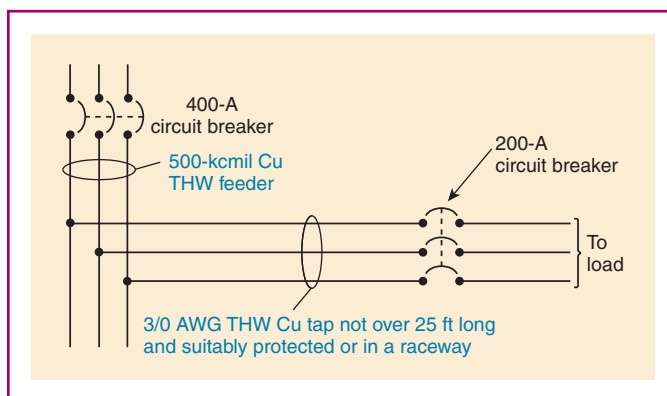 400-A
circuit breaker
500-kcmil Cu
THW feeder
200-A
circuit breaker
To
load
3/0 AWG THW Cu tap not over 25 ft long
and suitably protected or in a raceway